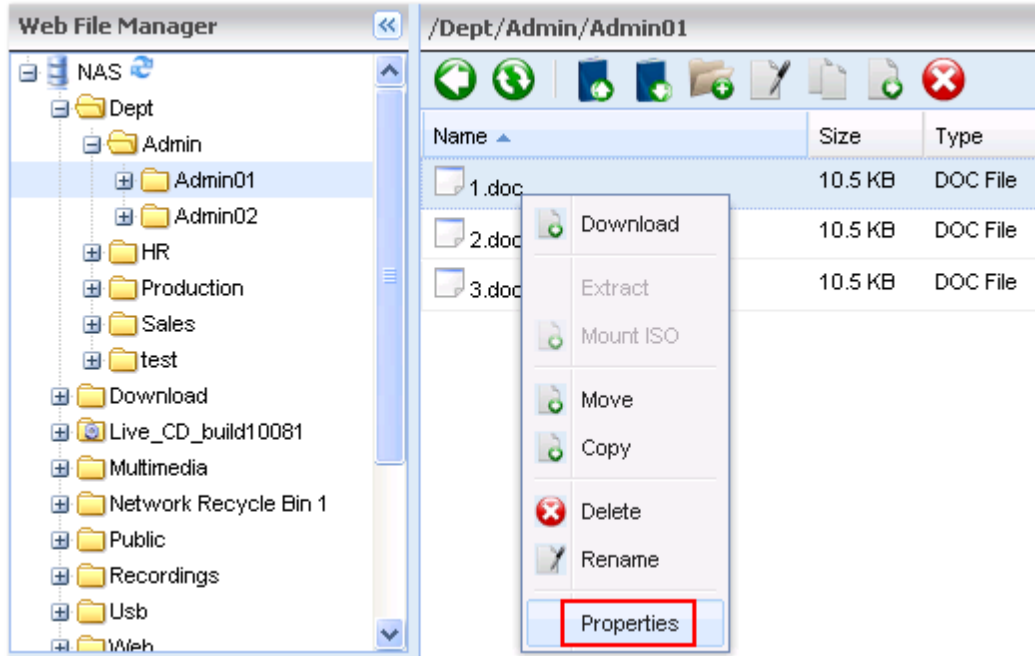 Web File Manager
NAS
Dept
Admin
Admin01
Admin02
HR
Production
Sales
test
Download
Live_CD_build10081
Multimedia
Network Recycle Bin 1
Public
Recordings
Usb
Web
/Dept/Admin/Admin01
Name Size Type
1.doc 10.5 KB DOC File
2.doc 10.5 KB DOC File
3.doc 10.5 KB DOC File
Download
Extract
Mount ISO
Move
Copy
Delete
Rename
Properties